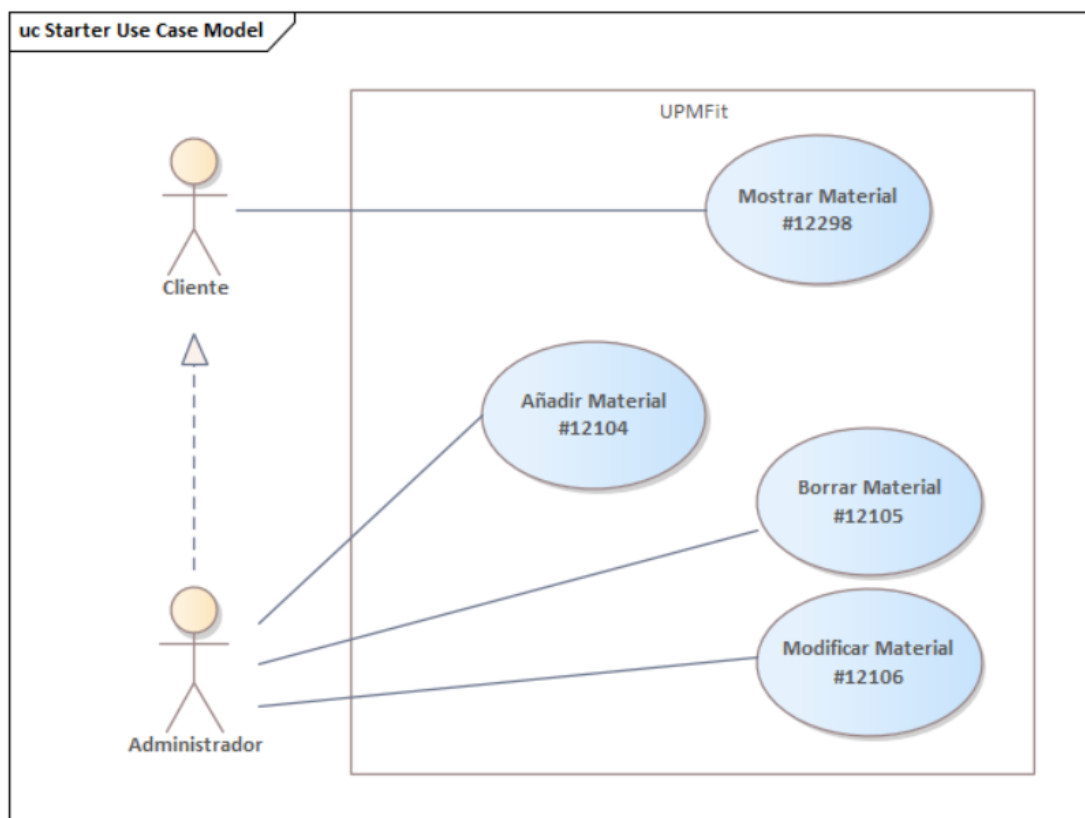 uc Starter Use Case Model
UPMFit
Mostrar Material
#12298
Cliente
Añadir Material
#12104
Borrar Material
#12105
Modificar Material
#12106
Administrador